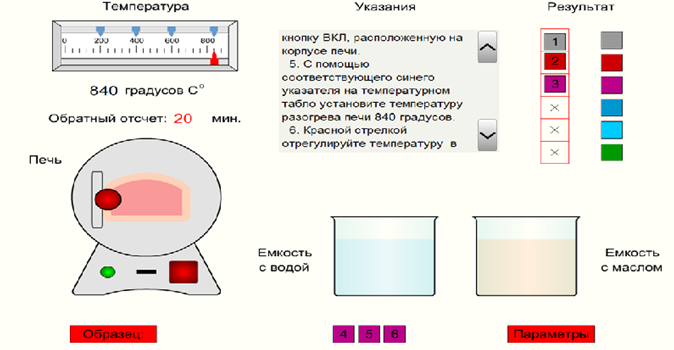 Температура
Указания
Результат
0 200 400 600 800
840 градусов C°
Обратный отсчет: 20 мин.
кнопку ВКЛ, расположенную на
корпусе печи.
5. С помощью
соответствующего синего
указателя на температурном
табло установите температуру
разогрева печи 840 градусов.
6. Красной стрелкой
отрегулируйте температуру в
1
2
3
Печь
Емкость
с водой
Емкость
с маслом
Образец:
4 5 6
Параметры